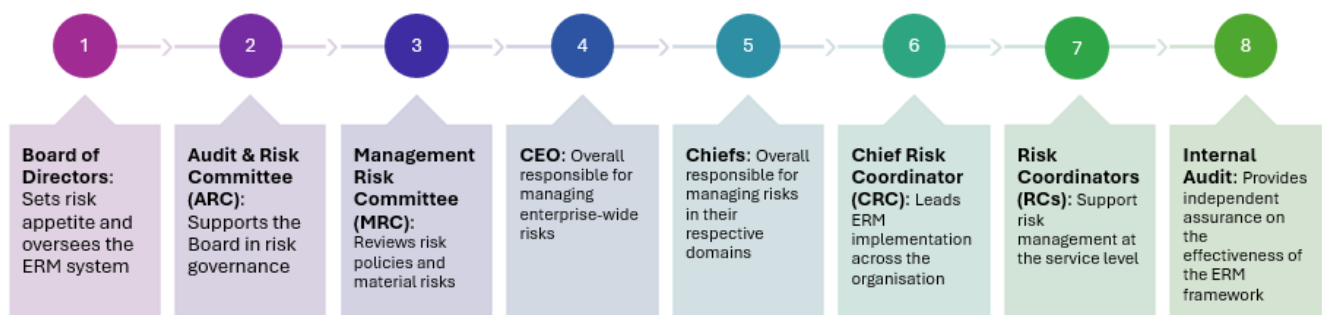 1
2
3
4
5
6
7
8
Board of
Directors:
Sets risk
appetite and
oversees the
ERM system
Audit & Risk
Committee
(ARC):
Supports the
Board in risk
governance
Management
Risk
Committee
(MRC):
Reviews risk
policies and
material risks
CEO: Overall
responsible for
managing
enterprise-wide
risks
Chiefs: Overall
responsible for
managing risks
in their
respective
domains
Chief Risk
Coordinator
(CRC): Leads
ERM
implementation
across the
organisation
Risk
Coordinators
(RCs): Support
risk
management at
the service level
Internal
Audit: Provides
independent
assurance on
the
effectiveness of
the ERM
framework